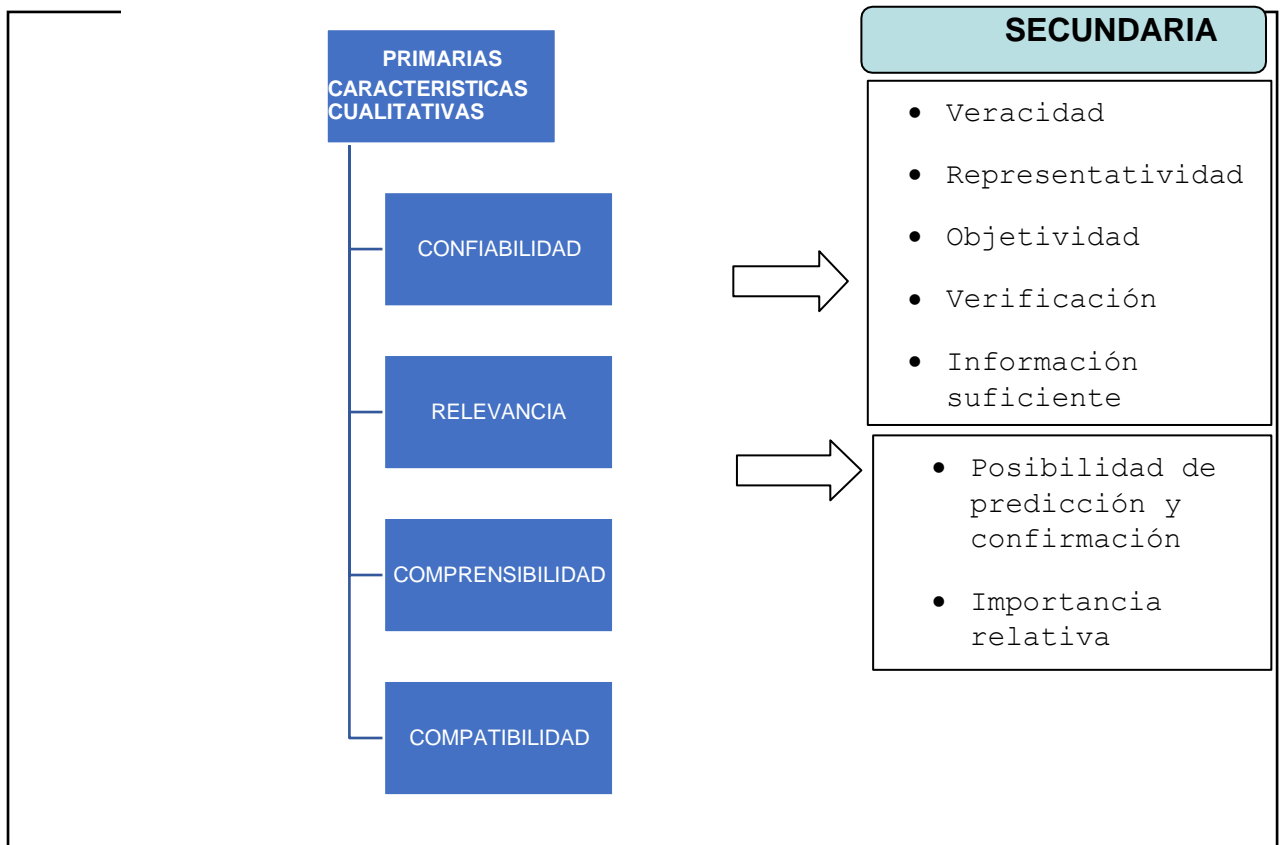 PRIMARIAS
CARACTERISTICAS
CUALITATIVAS
CONFIABILIDAD
RELEVANCIA
COMPRENSIBILIDAD
COMPATIBILIDAD
SECUNDARIA
• Veracidad
• Representatividad
• Objetividad
• Verificación
• Información
suficiente
• Posibilidad de
predicción y
confirmación
• Importancia
relativa